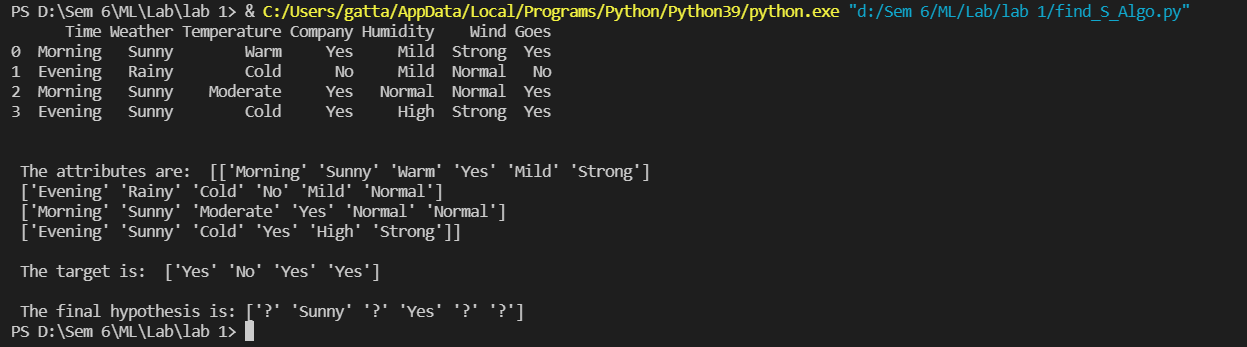 PS D:\Sem 6\ML\Lab\lab 1> & C:/Users/gatta/AppData/Local/Programs/Python/Python39/python.exe "d:/Sem 6/ML/Lab/lab 1/find_S_Algo.py"
Time Weather Temperature Company Humidity Wind Goes
0 Morning Sunny Warm Yes Mild Strong Yes
1 Evening Rainy Cold No Mild Normal No
2 Morning Sunny Moderate Yes Normal Normal Yes
3 Evening Sunny Cold Yes High Strong Yes
The attributes are: [['Morning' 'Sunny' 'Warm' 'Yes' 'Mild' 'Strong']
['Evening' 'Rainy' 'Cold' 'No' 'Mild' 'Normal']
['Morning' 'Sunny' 'Moderate' 'Yes' 'Normal' 'Normal']
['Evening' 'Sunny' 'Cold' 'Yes' 'High' 'Strong']]
The target is: ['Yes' 'No' 'Yes' 'Yes']
The final hypothesis is: ['?' 'Sunny' '?' 'Yes' '?' '?']
PS D:\Sem 6\ML\Lab\lab 1>